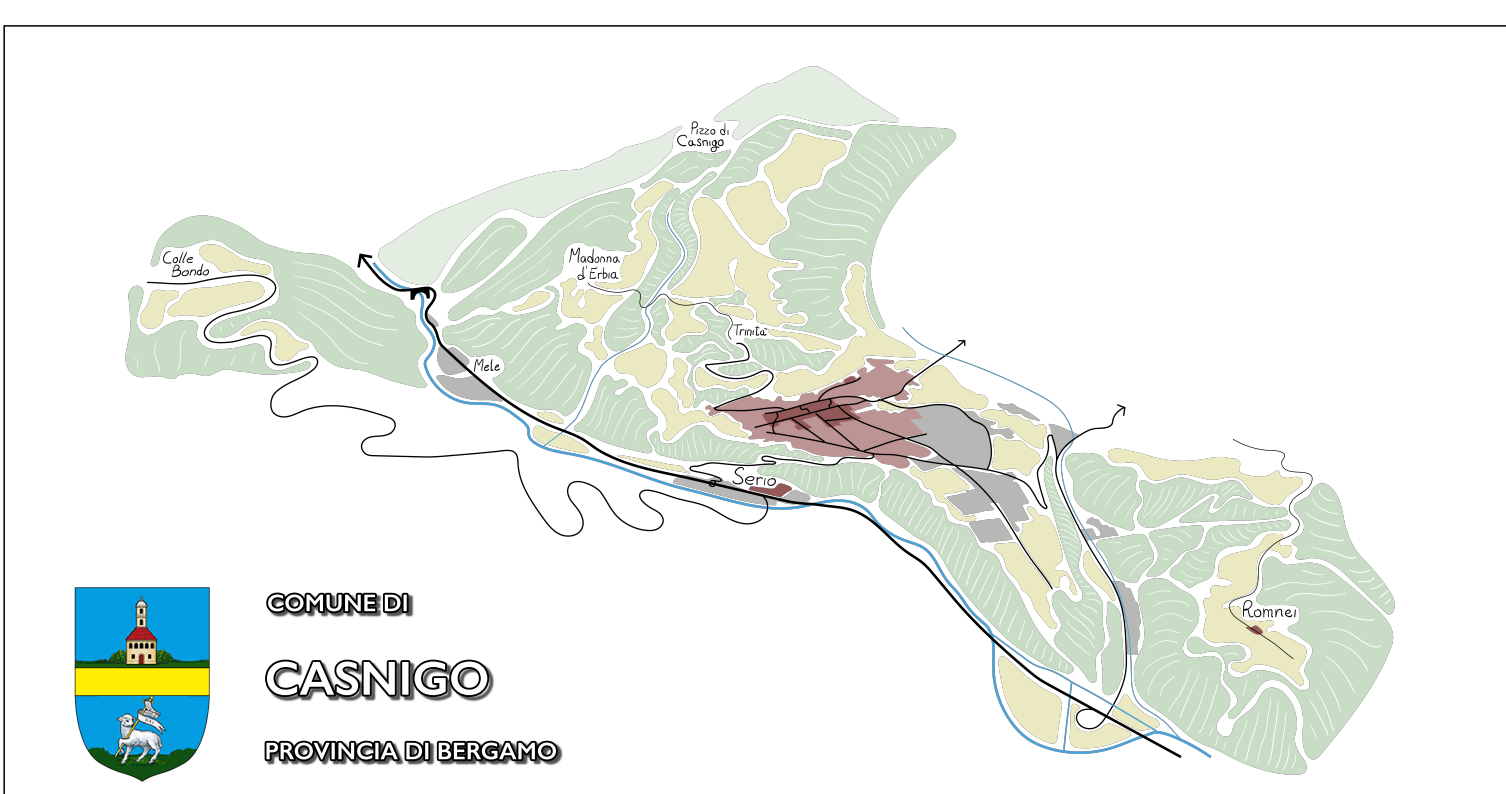 Pizzo di
Casnigo
Colle
Bondo
Madonna
d'Erbia
Trinità
Mele
Serio
Romnei
COMUNE DI
CASNIGO
PROVINCIA DI BERGAMO